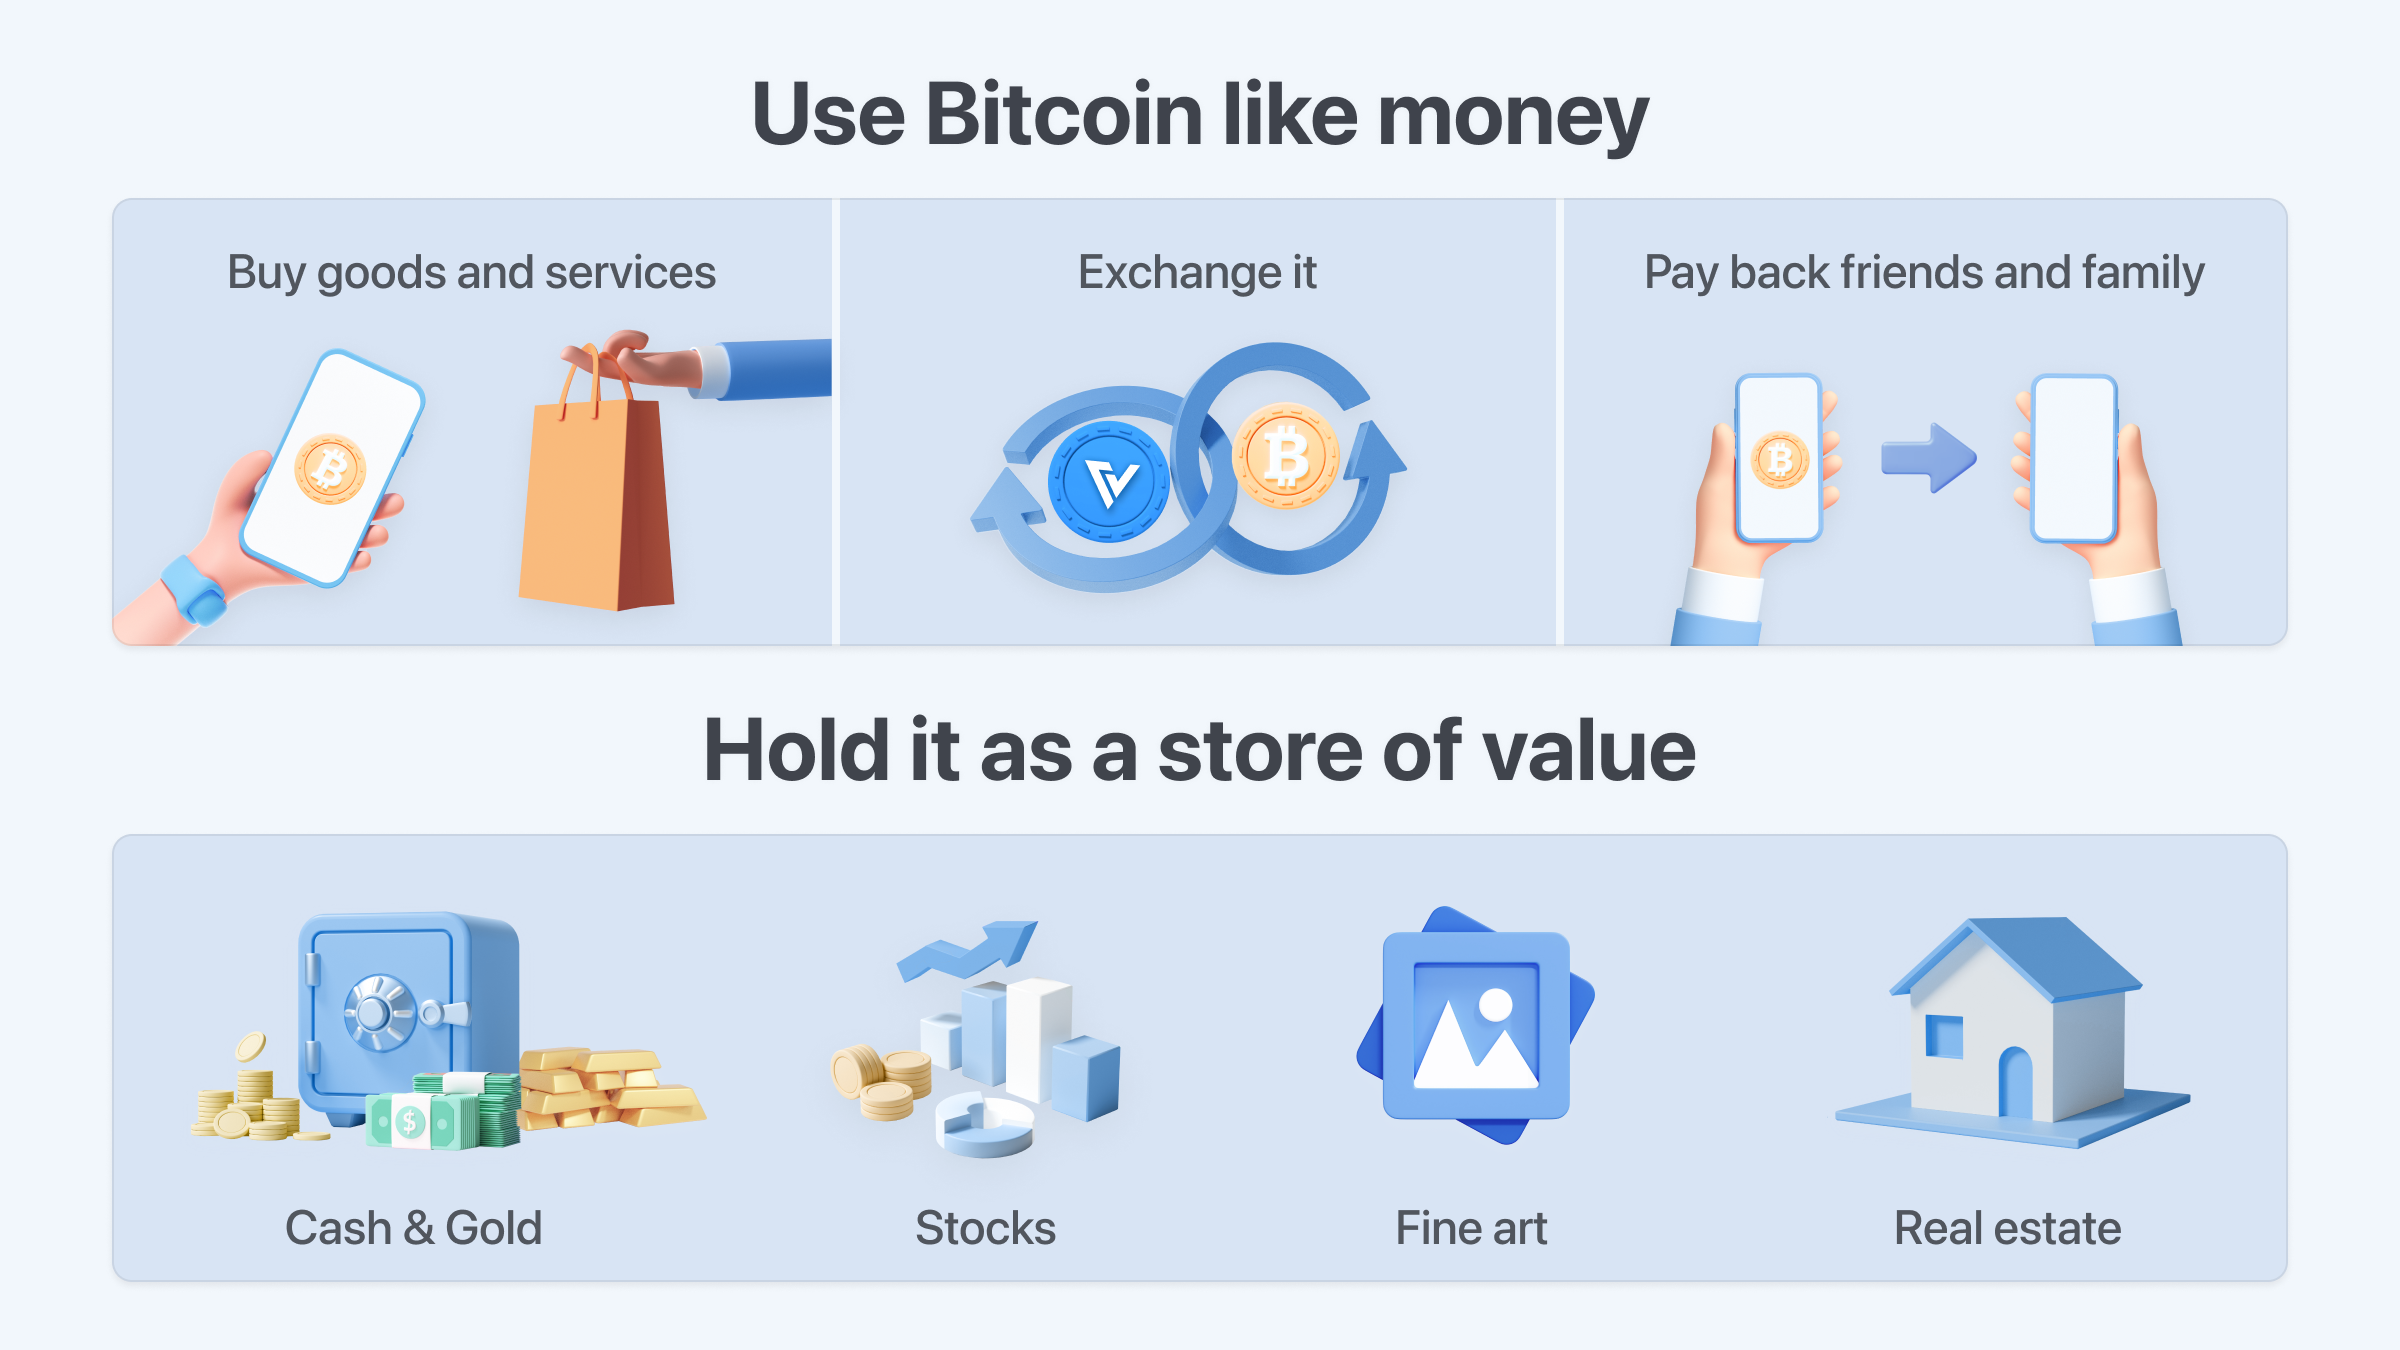 Use Bitcoin like money
Buy goods and services
Exchange it
Pay back friends and family
Hold it as a store of value
Cash & Gold
Stocks
Fine art
Real estate